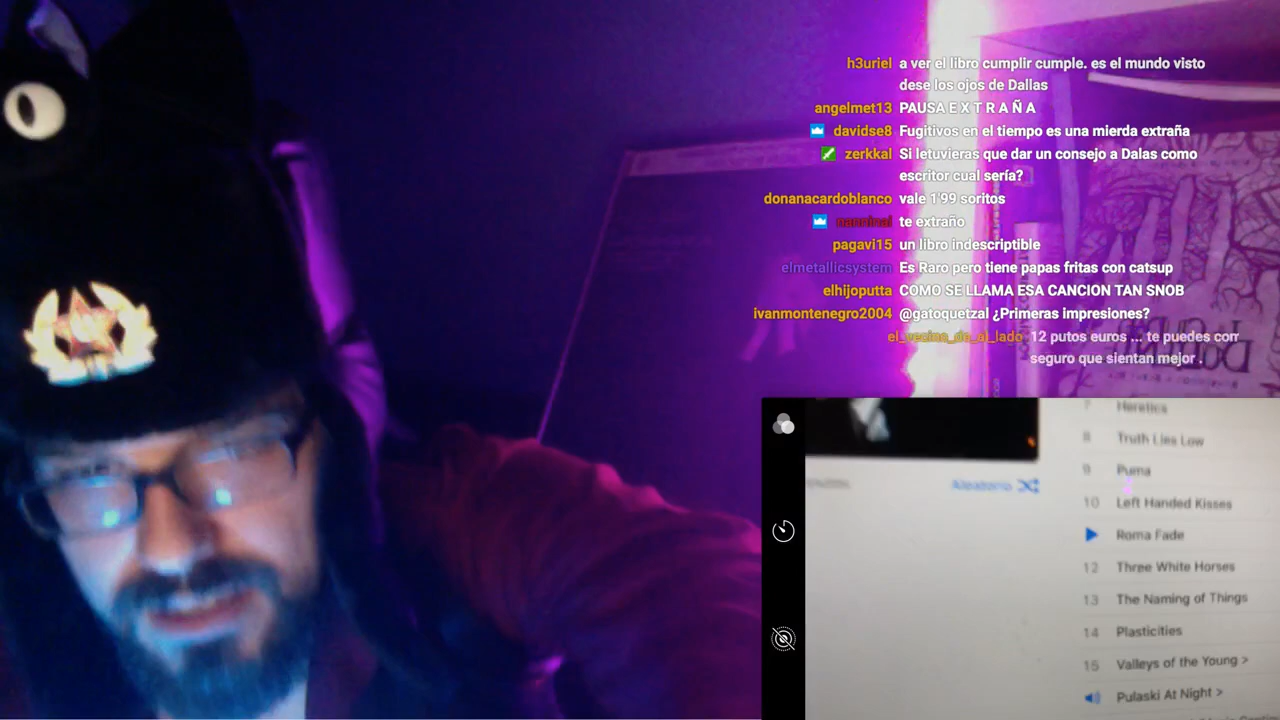 h3uriel a ver el libro cumplir cumple. es el mundo visto
dese los ojos de Dallas
angelmet13 PAUSA E X T R A Ñ A
davidse8 Fugitivos en el tiempo es una mierda extraña
zerkkal Si letuvieras que dar un consejo a Dalas como
escritor cual sería?
donanacardoblanco vale 1'99 soritos
te extraño
pagavi15 un libro indescriptible
elmetallicsystem Es Raro pero tiene papas fritas con catsup
elhijoputta COMO SE LLAMA ESA CANCION TAN SNOB
ivanmontenegro2004 @gatoquetzal ¿Primeras impresiones?
el_vecino_de_al_lado 12 putos euros ... te puedes corr
seguro que sientan mejor .
7 Heretics
8 Truth Lies Low
Aleatorio
9 Puma
10 Left Handed Kisses
Roma Fade
12 Three White Horses
13 The Naming of Things
14 Plasticities
15 Valleys of the Young >
Pulaski At Night >